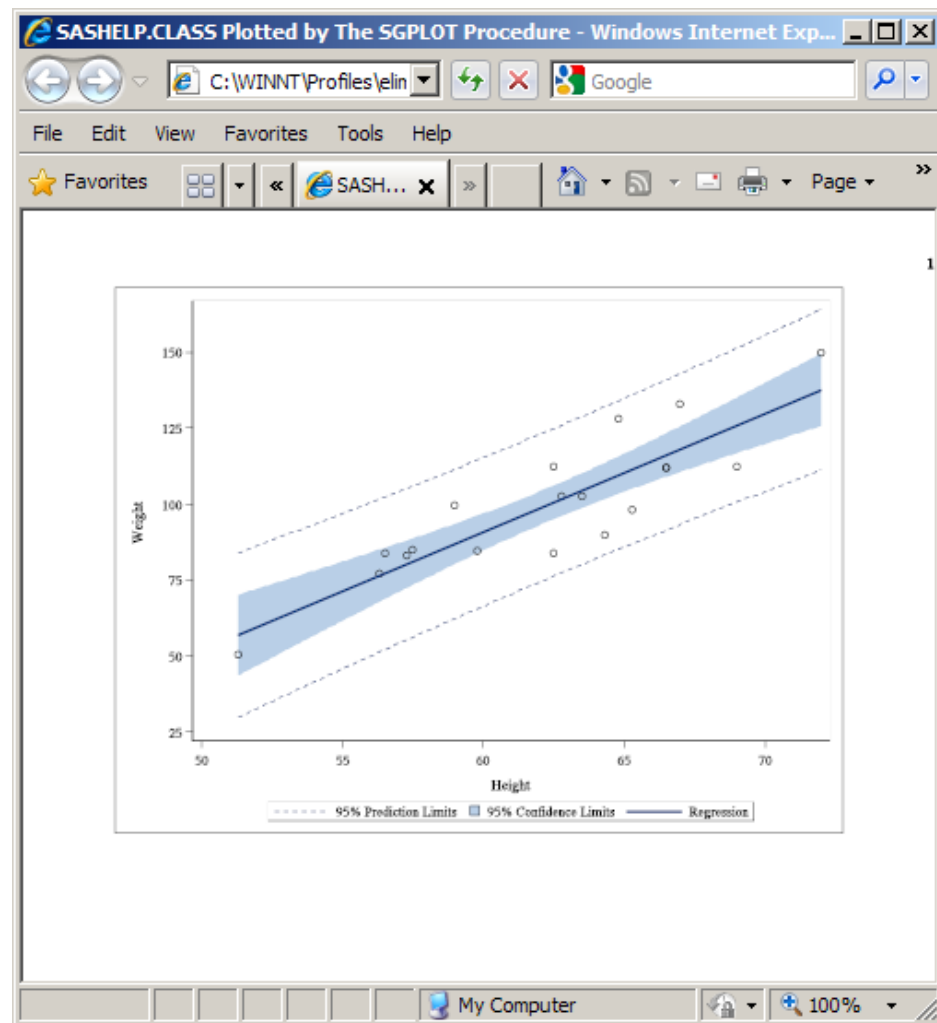 SASHELP.CLASS Plotted by The SGPLOT Procedure - Windows Internet Exp...
C:\WINNT\Profiles\elin Google
File Edit View Favorites Tools Help
Favorites « SASH... » Page » 
1
150
125
100
75
50
25
Weight
50 55 60 65 70
Height
95% Prediction Limits 95% Confidence Limits Regression
My Computer 100%